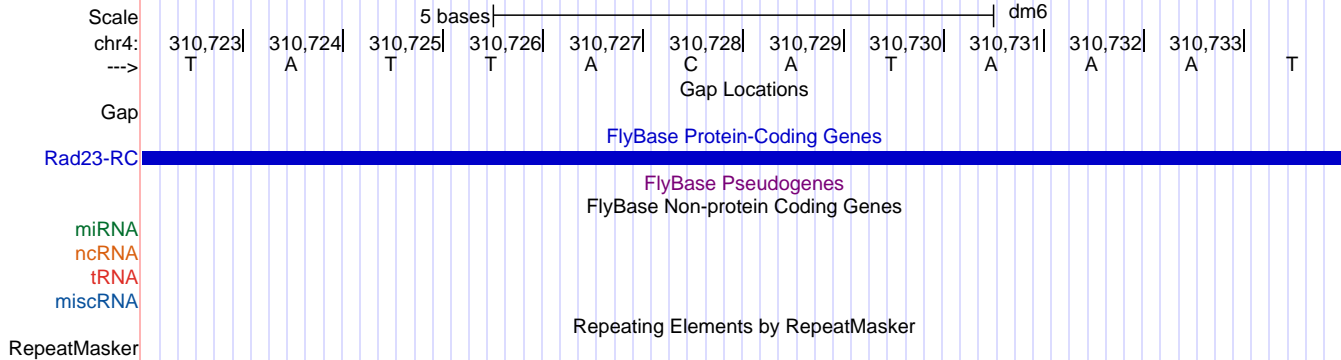 Scale 5 bases dm6
chr4: 310,723 310,724 310,725 310,726 310,727 310,728 310,729 310,730 310,731 310,732 310,733
---> T A T T A C A T A A A T
Gap Locations
Gap
FlyBase Protein-Coding Genes
Rad23-RC
FlyBase Pseudogenes
FlyBase Non-protein Coding Genes
miRNA
ncRNA
tRNA
miscRNA
Repeating Elements by RepeatMasker
RepeatMasker